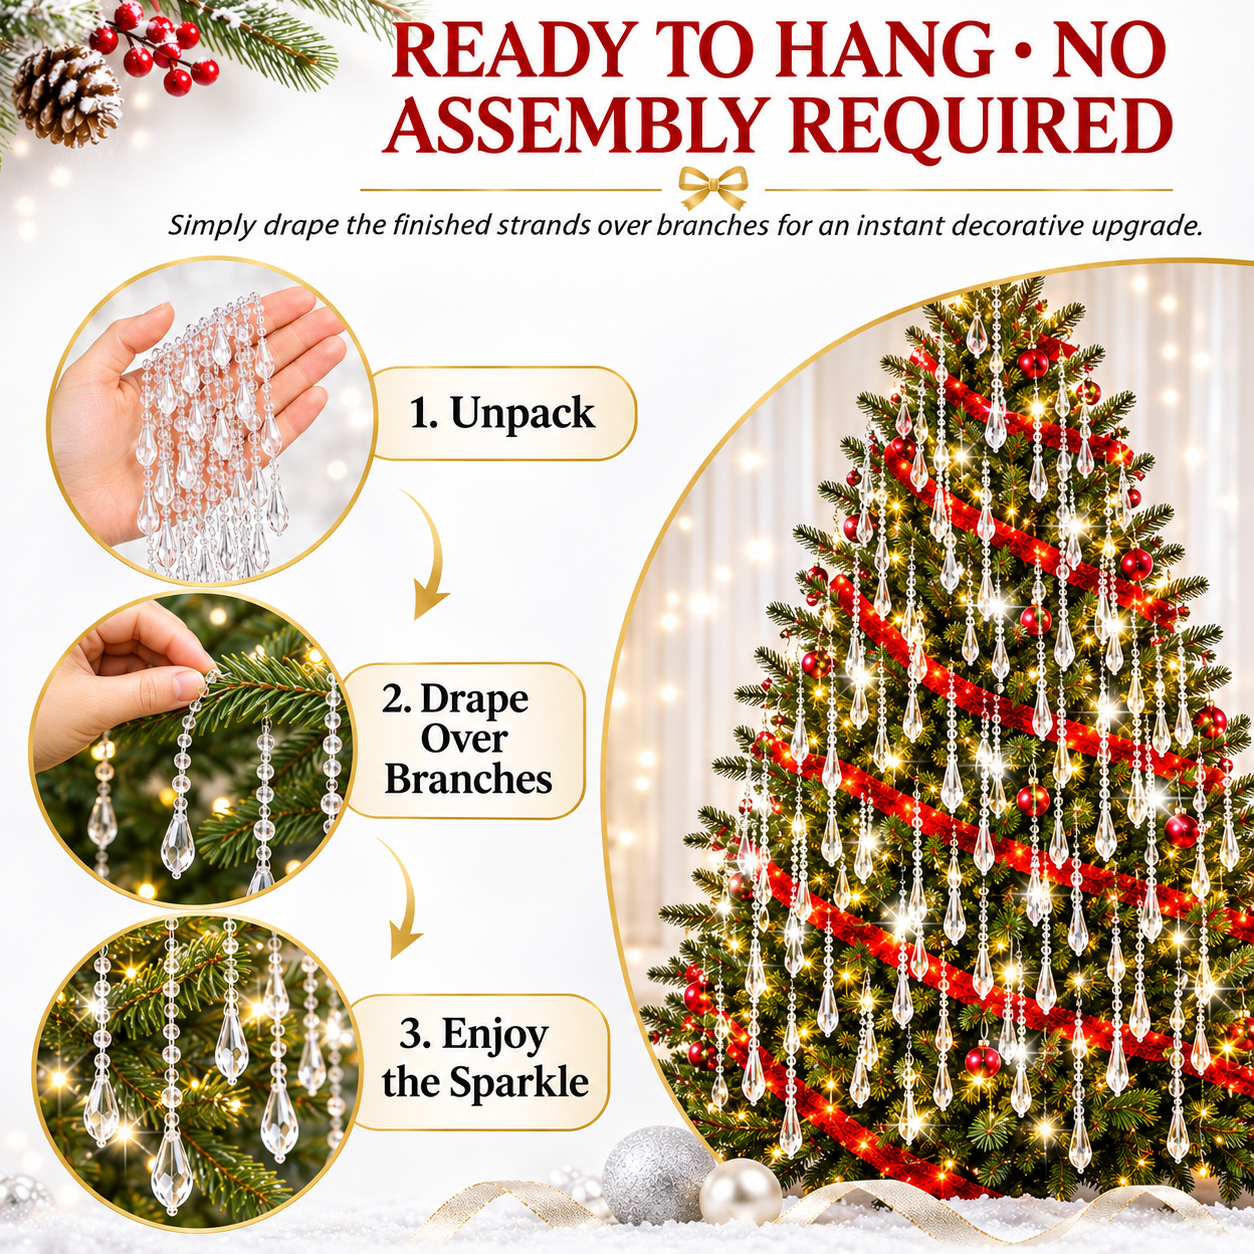 READY TO HANG • NO
ASSEMBLY REQUIRED
Simply drape the finished strands over branches for an instant decorative upgrade.
1. Unpack
2. Drape
Over
Branches
3. Enjoy
the Sparkle